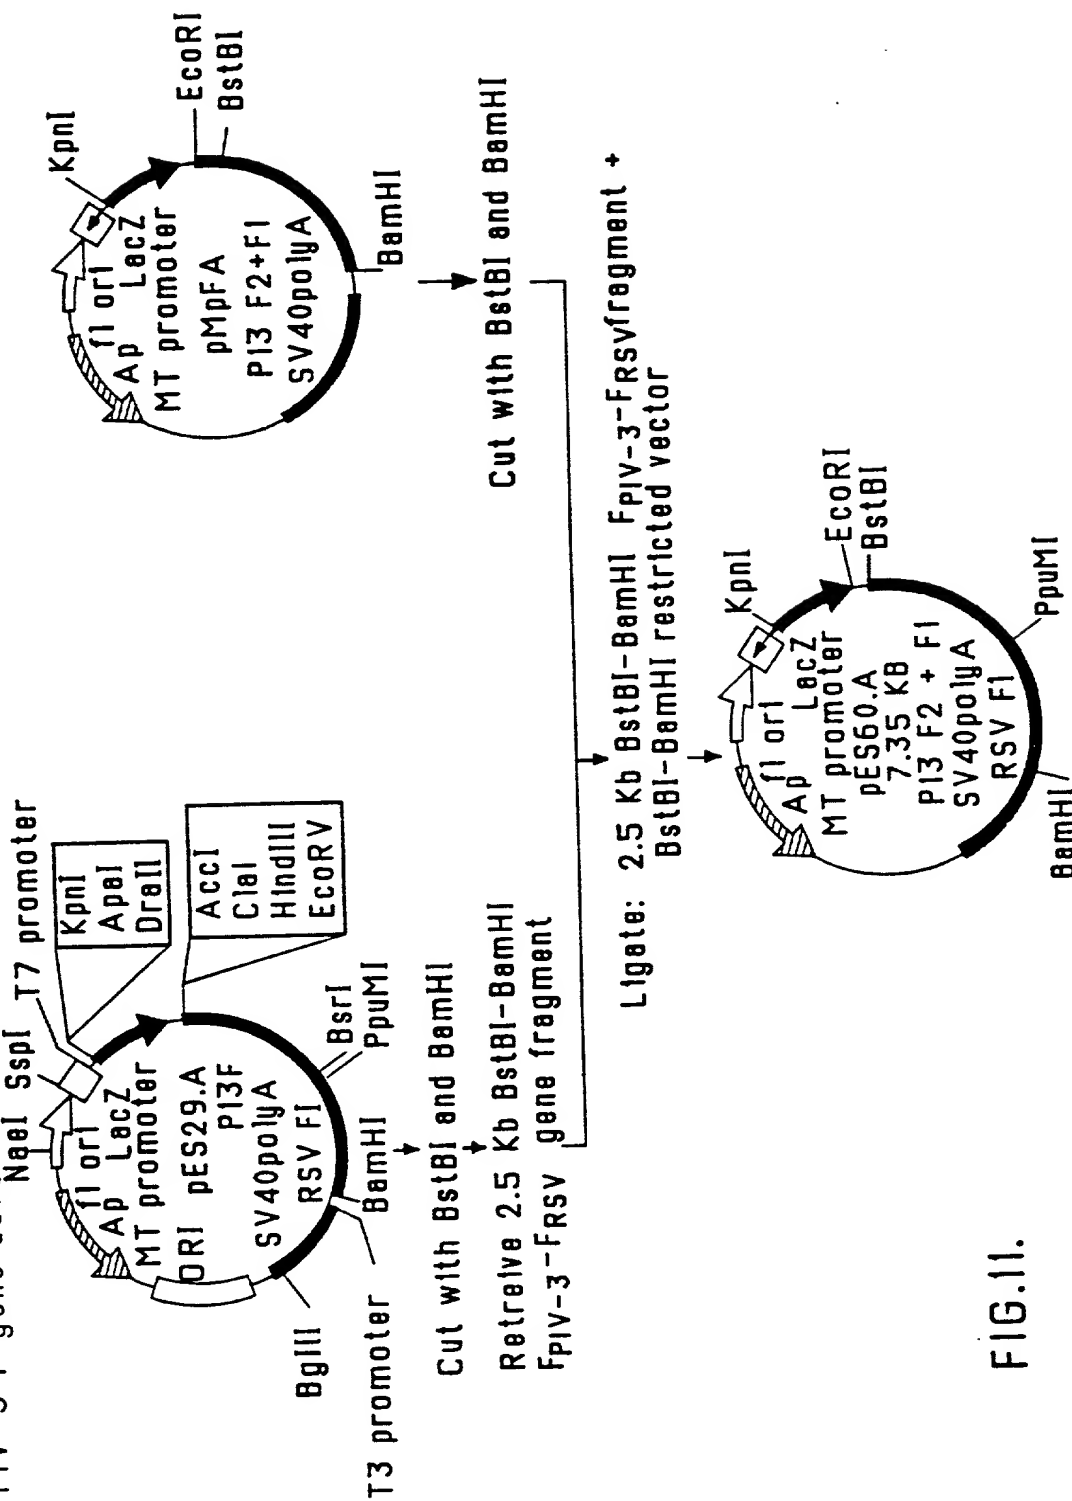 NaeI
SspI
T7 promoter
KpnI
ApaI
DraII
f1 ori
Ap LacZ
MT promoter
ORI pES29.A
PI3F
SV40polyA
RSV F1
AccI
ClaI
HindIII
EcoRV
BsrI
PpuMI
BamHI
BglII
T3 promoter
Cut with BstBI and BamHI
Retreive 2.5 Kb BstBI-BamHI
FPIV-3-FRSV gene fragment
KpnI
EcoRI
BstBI
f1 ori
Ap LacZ
MT promoter
pMpFA
PI3 F2+F1
SV40polyA
BamHI
Cut with BstBI and BamHI
Ligate: 2.5 Kb BstBI-BamHI FPIV-3-FRSVfragment +
BstBI-BamHI restricted vector
KpnI
EcoRI
BstBI
f1 ori
Ap LacZ
MT promoter
pES60.A
7.35 KB
PI3 F2 + F1
SV40polyA
RSV F1
PpuMI
BamHI
FIG.11.